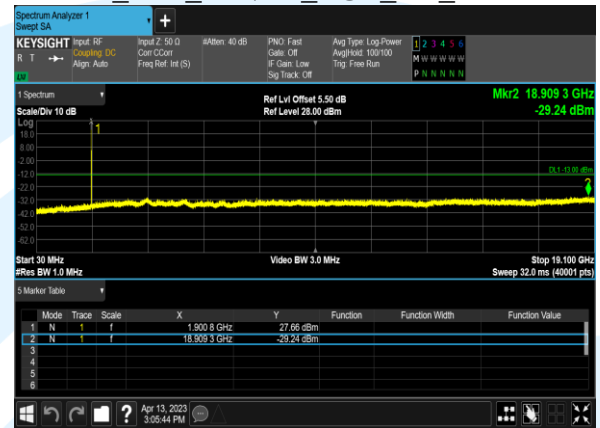 Spectrum Analyzer 1
Swept SA
KEYSIGHT
R T
LXI
Input: RF
Coupling: DC
Align: Auto
Input Z: 50 Ω
Corr CCorr
Freq Ref: Int (S)
#Atten: 40 dB
PNO: Fast
Gate: Off
IF Gain: Low
Sig Track: Off
Avg Type: Log-Power
Avg|Hold: 100/100
Trig: Free Run
1 2 3 4 5 6
M W W W W W
P N N N N N
1 Spectrum
Scale/Div 10 dB
Ref Lvl Offset 5.50 dB
Ref Level 28.00 dBm
Mkr2 18.909 3 GHz
-29.24 dBm
Log
1
18.0
8.00
-2.00
-12.0
DL1 -13.00 dBm
2
-22.0
-32.0
-42.0
-52.0
-62.0
Start 30 MHz
#Res BW 1.0 MHz
Video BW 3.0 MHz
Stop 19.100 GHz
Sweep 32.0 ms (40001 pts)
5 Marker Table
Mode Trace Scale X Y Function Function Width Function Value
1 N 1 f 1.900 8 GHz 27.66 dBm
2 N 1 f 18.909 3 GHz -29.24 dBm
3
4
5
6
?
Apr 13, 2023
3:05:44 PM